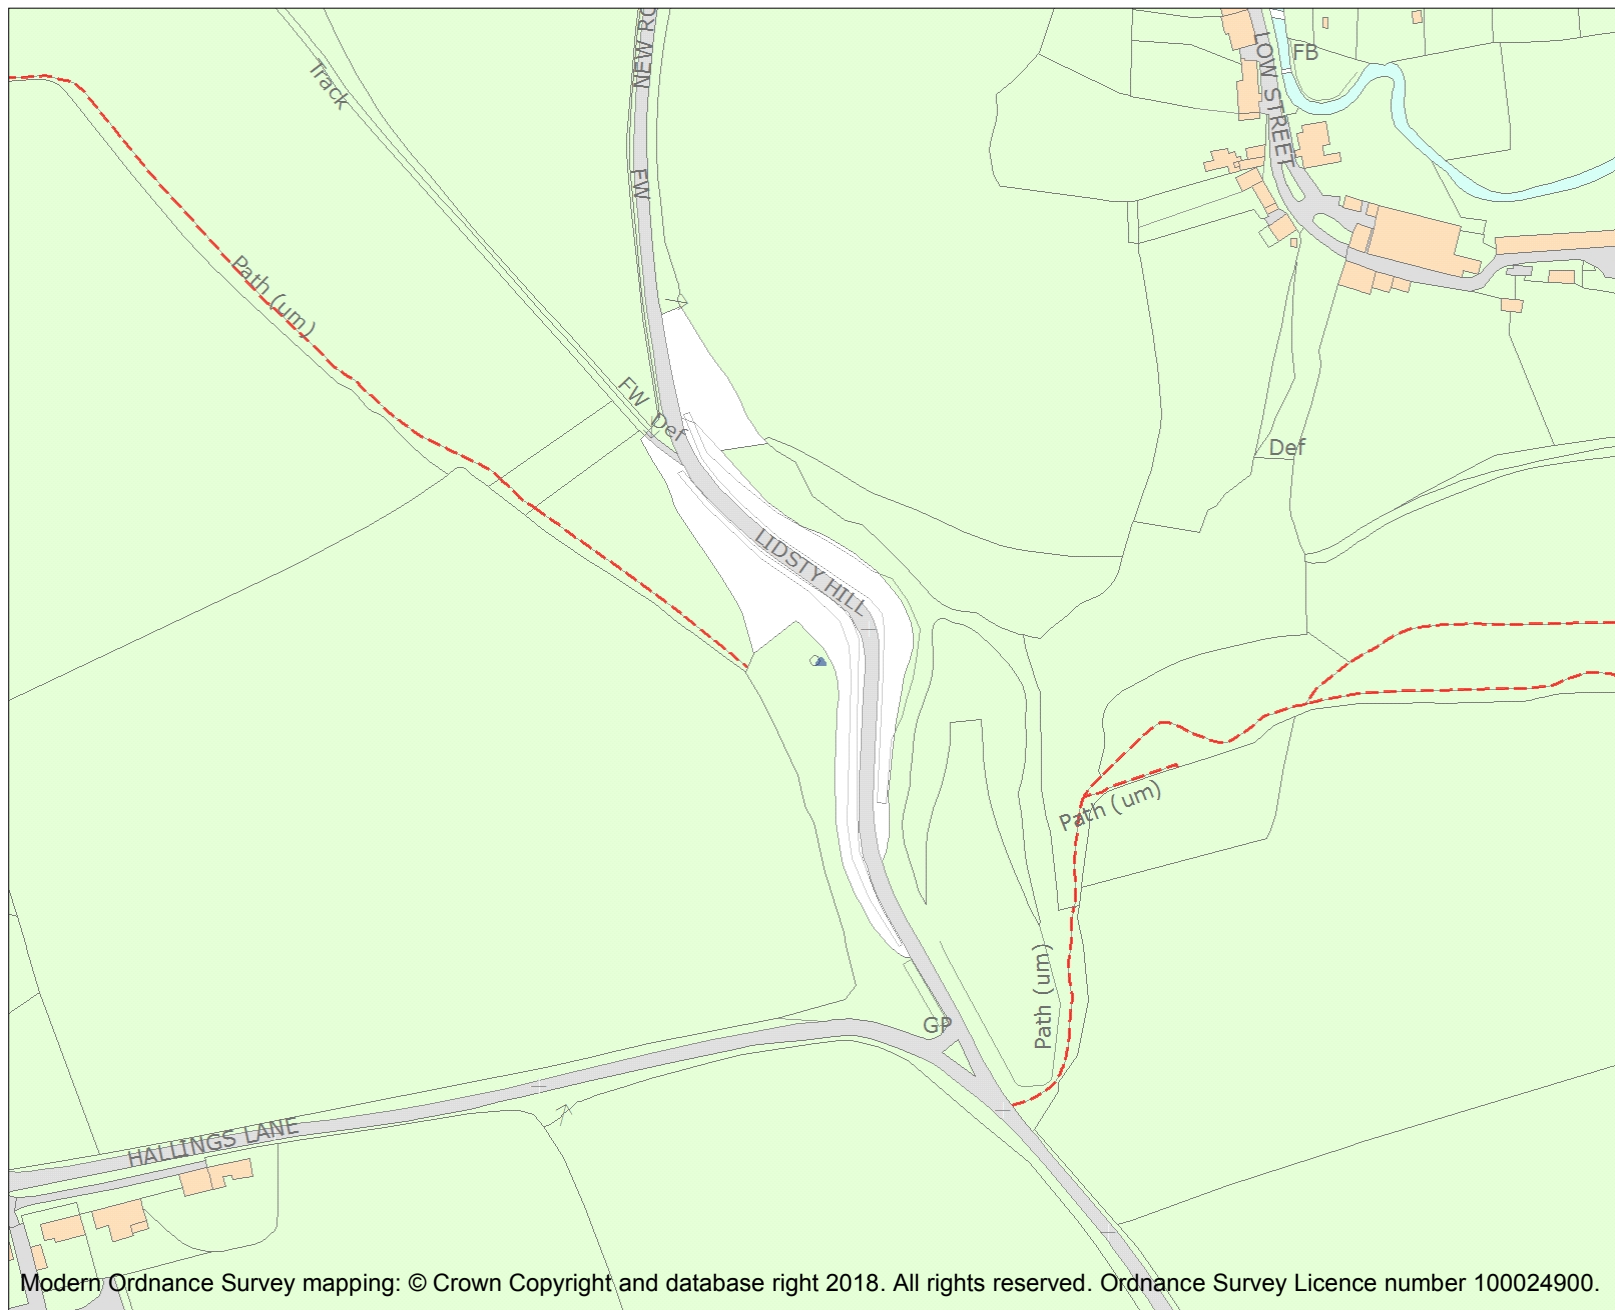 NEW RO
LOW STREET
FB
Track
FW
Path (um)
FW
Def
Def
LIDSTY HILL
Path (um)
Path (um)
GP
HALLINGS LANE
Modern Ordnance Survey mapping: © Crown Copyright and database right 2018. All rights reserved. Ordnance Survey Licence number 100024900.